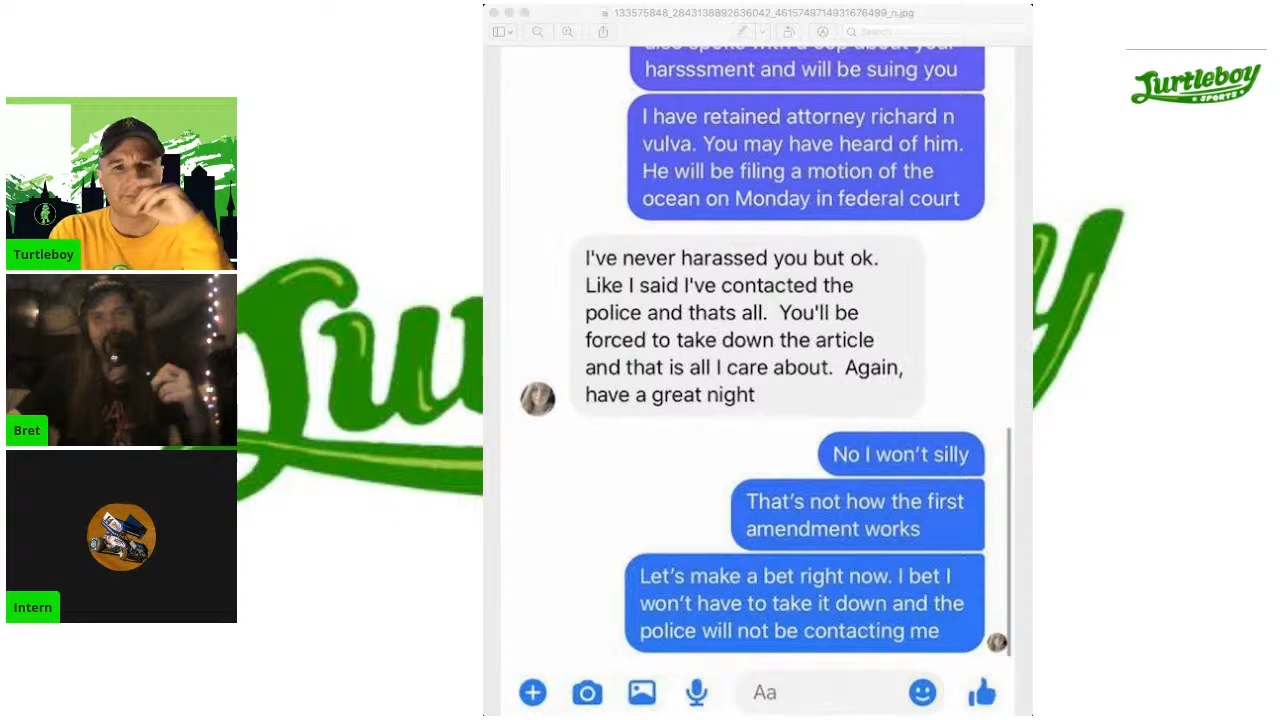 133575848_2843138892636042_4615749714931676499_n.jpg
Search
harsssment and will be suing you
I have retained attorney richard n
vulva. You may have heard of him.
He will be filing a motion of the
ocean on Monday in federal court
I've never harassed you but ok.
Like I said I've contacted the
police and thats all. You'll be
forced to take down the article
and that is all I care about. Again,
have a great night
No I won't silly
That's not how the first
amendment works
Let's make a bet right now. I bet I
won't have to take it down and the
police will not be contacting me
Aa
Turtleboy
Bret
Intern
Turtleboy
SPORTS